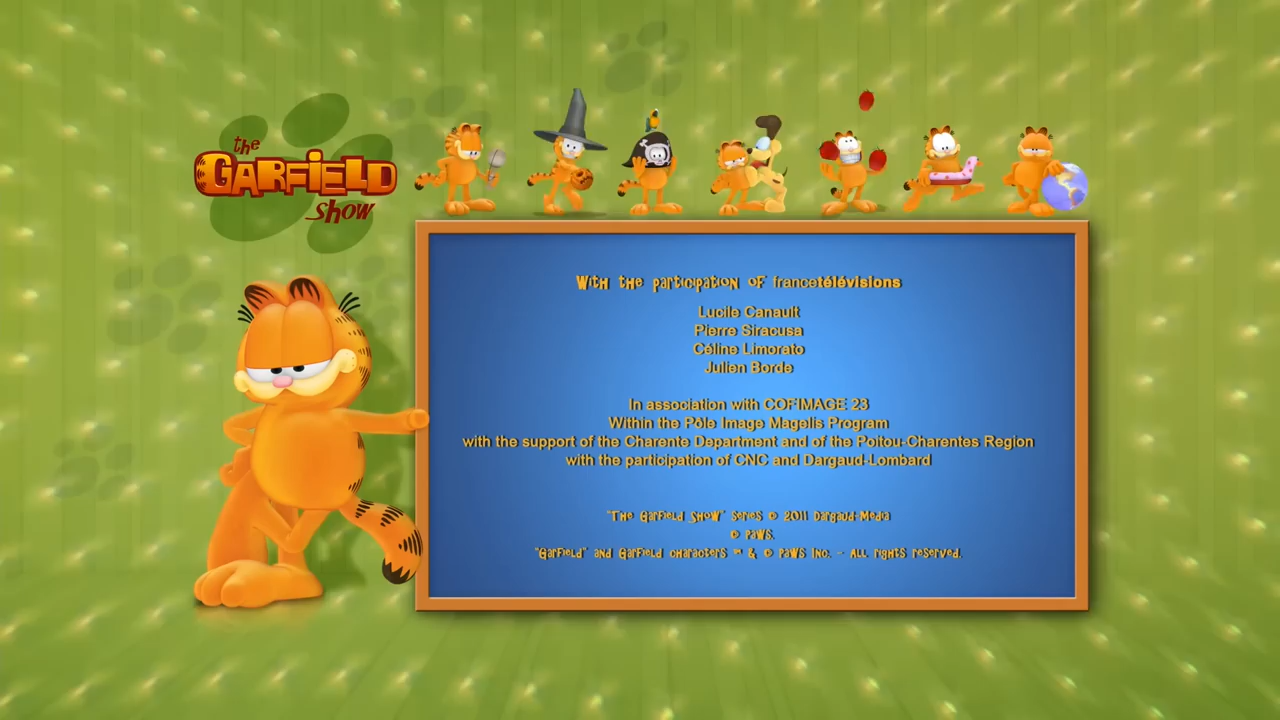 the
GARFiELD
show
With the participation of francetélévisions
Lucile Canault
Pierre Siracusa
Céline Limorato
Julien Borde
In association with COFIMAGE 23
Within the Pôle Image Magelis Program
with the support of the Charente Department and of the Poitou-Charentes Region
with the participation of CNC and Dargaud-Lombard
"The Garfield Show" Series © 2011 Dargaud-Media
© PAWS.
"Garfield" and Garfield characters ™ & © PAWS INC. - All rights reserved.